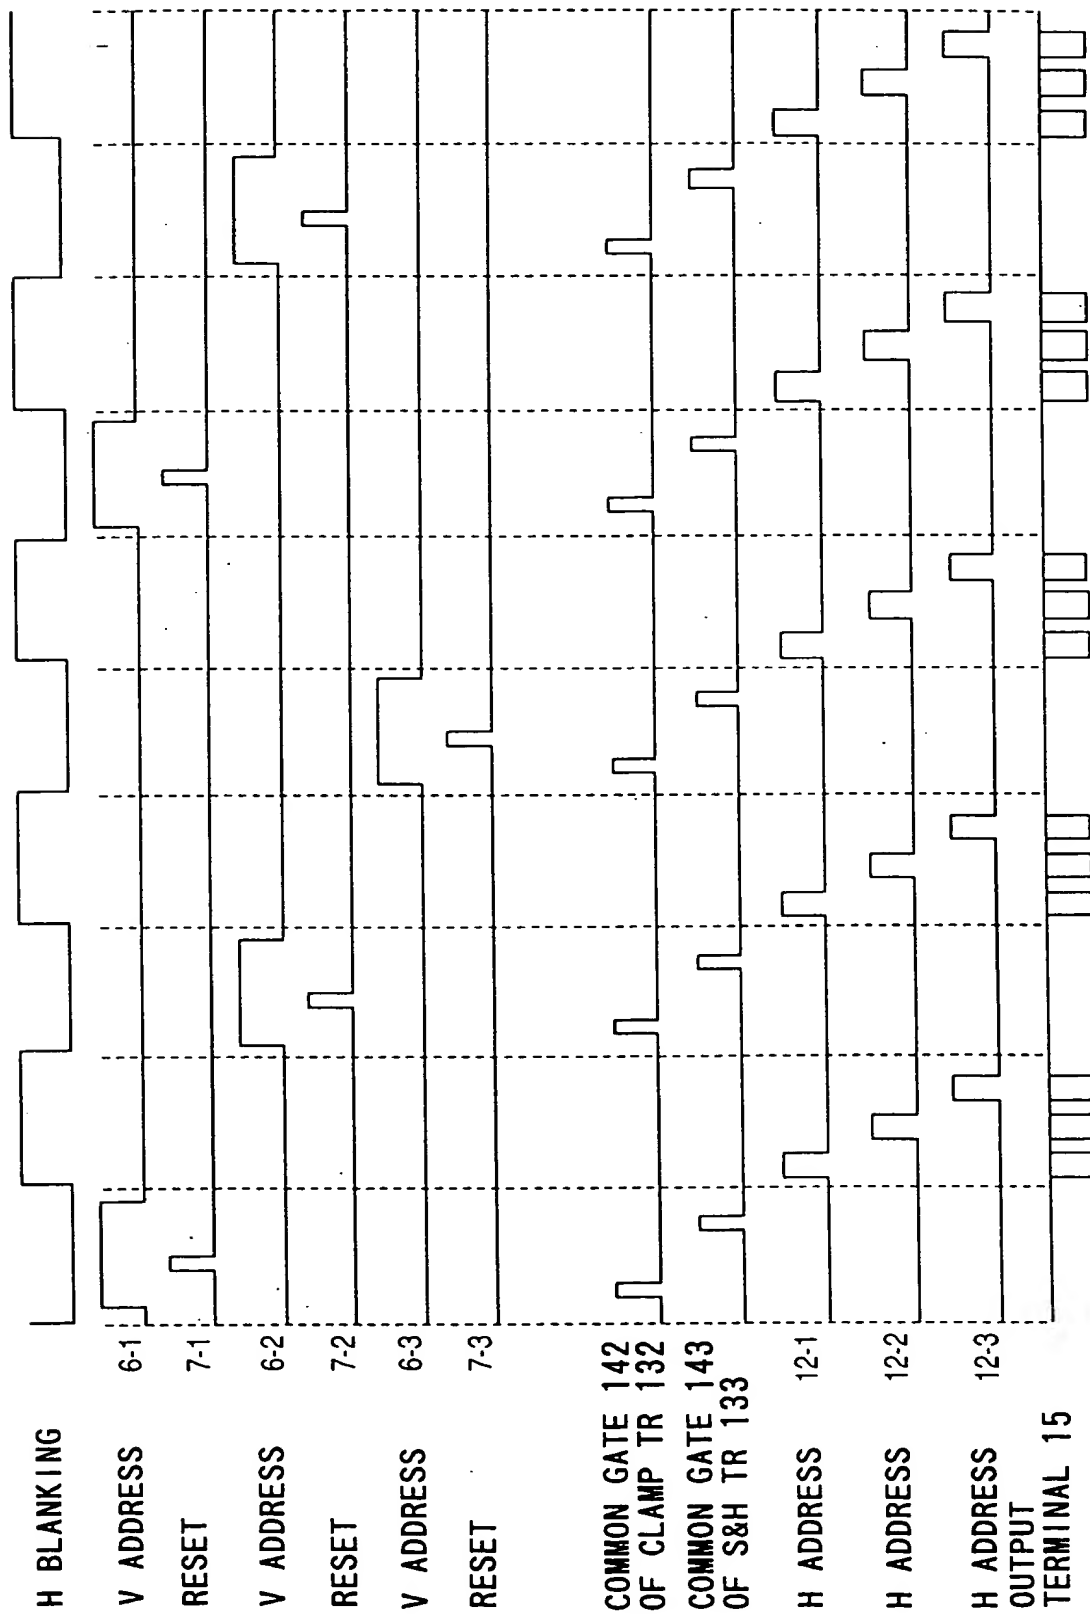 H BLANKING
V ADDRESS 6-1
RESET 7-1
V ADDRESS 6-2
RESET 7-2
V ADDRESS 6-3
RESET 7-3
COMMON GATE 142
OF CLAMP TR 132
COMMON GATE 143
OF S&H TR 133
H ADDRESS 12-1
H ADDRESS 12-2
H ADDRESS 12-3
OUTPUT
TERMINAL 15